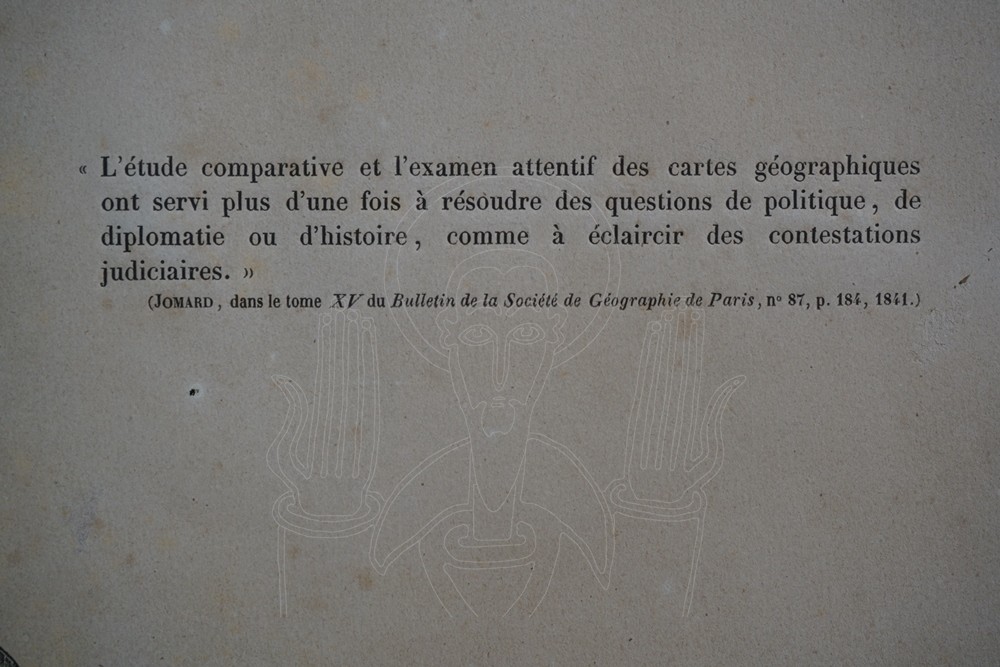 « L'étude comparative et l'examen attentif des cartes géographiques
ont servi plus d'une fois à résoudre des questions de politique, de
diplomatie ou d'histoire, comme à éclaircir des contestations
judiciaires. »
(JOMARD, dans le tome XV du Bulletin de la Société de Géographie de Paris, nº 87, p. 184, 1841.)